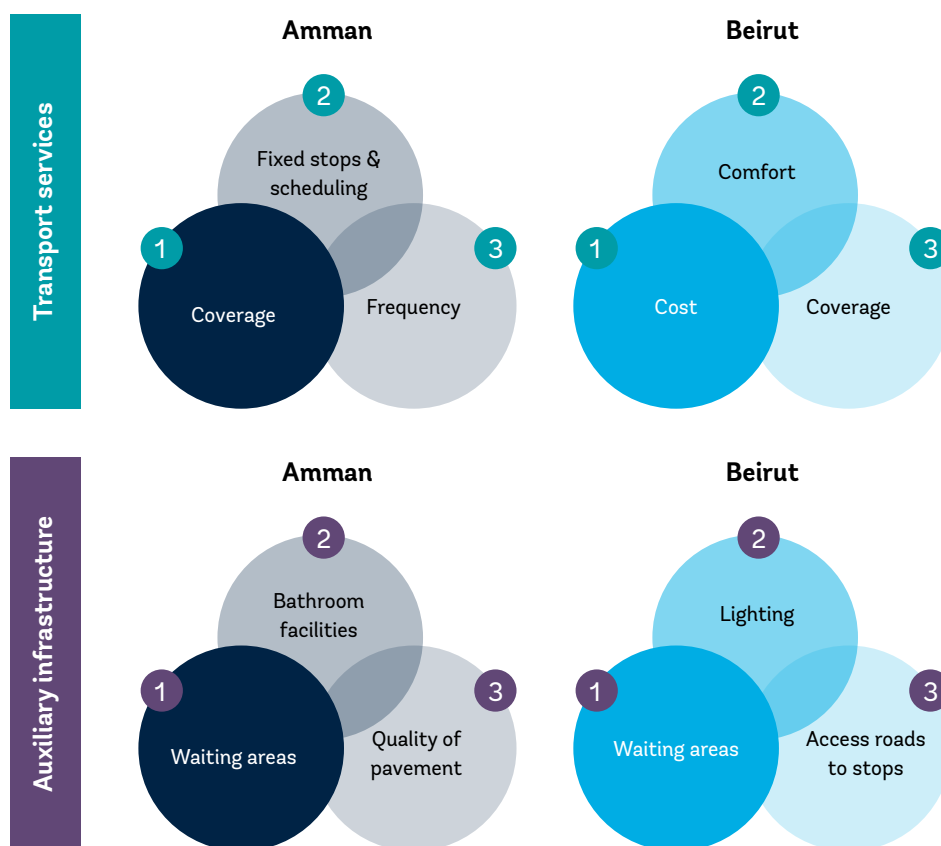 Transport services
Amman
2
Fixed stops &
scheduling
1
Coverage
3
Frequency
Beirut
2
Comfort
1
Cost
3
Coverage
Auxiliary infrastructure
Amman
2
Bathroom
facilities
1
Waiting areas
3
Quality of
pavement
Beirut
2
Lighting
1
Waiting areas
3
Access roads
to stops